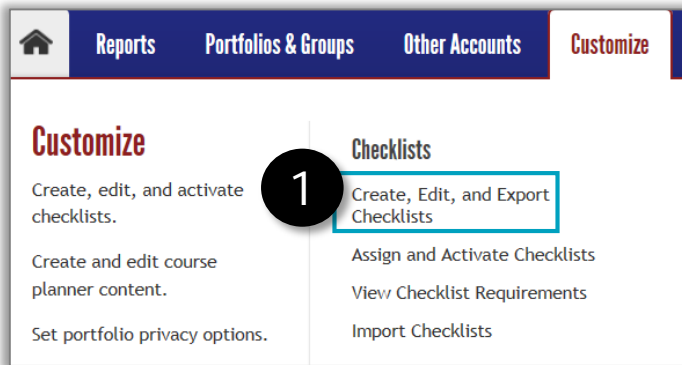 Reports Portfolios & Groups Other Accounts Customize
Customize
Create, edit, and activate
checklists.
Create and edit course
planner content.
Set portfolio privacy options.
Checklists
1
Create, Edit, and Export
Checklists
Assign and Activate Checklists
View Checklist Requirements
Import Checklists